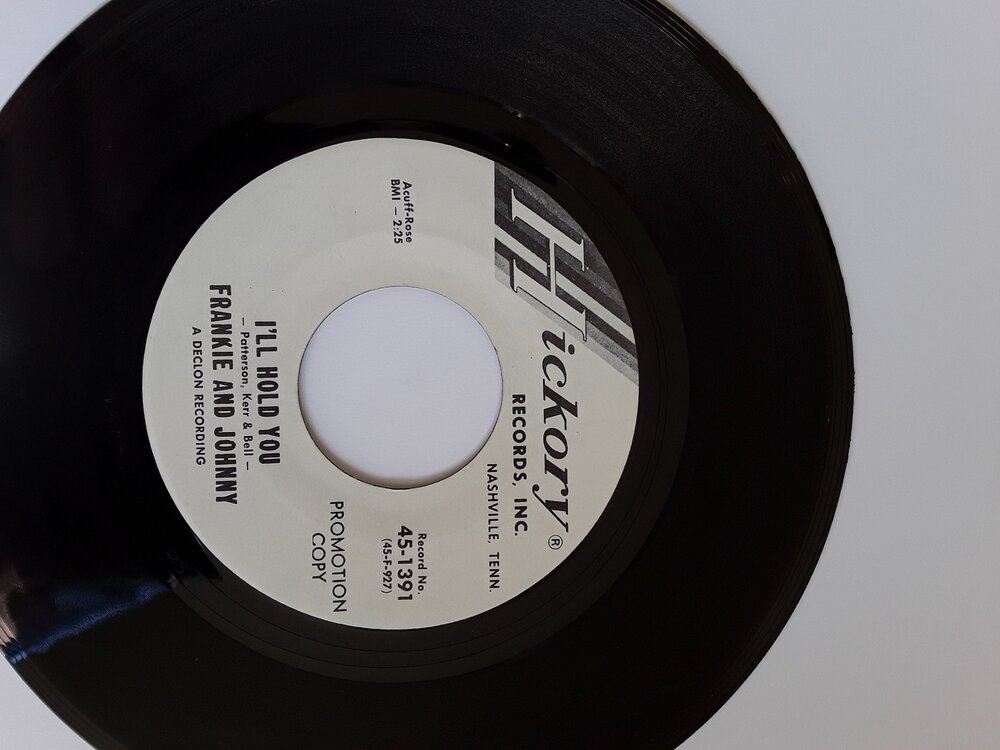 Hickory ®
RECORDS, INC.
NASHVILLE, TENN.
Acuff-Rose
BMI – 2:25
Record No.
45-1391
(45-F-927)
PROMOTION
COPY
I'LL HOLD YOU
– Patterson, Kerr & Bell –
FRANKIE AND JOHNNY
A DECLON RECORDING